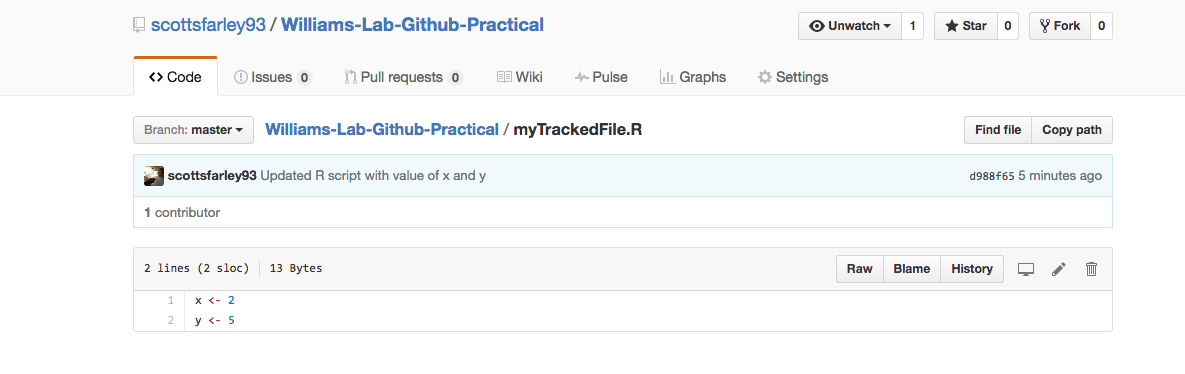 scottsfarley93 / Williams-Lab-Github-Practical Unwatch 1 Star 0 Fork 0
Code Issues 0 Pull requests 0 Wiki Pulse Graphs Settings
Branch: master Williams-Lab-Github-Practical / myTrackedFile.R Find file Copy path
scottsfarley93 Updated R script with value of x and y d988f65 5 minutes ago
1 contributor
2 lines (2 sloc) 13 Bytes Raw Blame History
1 x <- 2
2 y <- 5